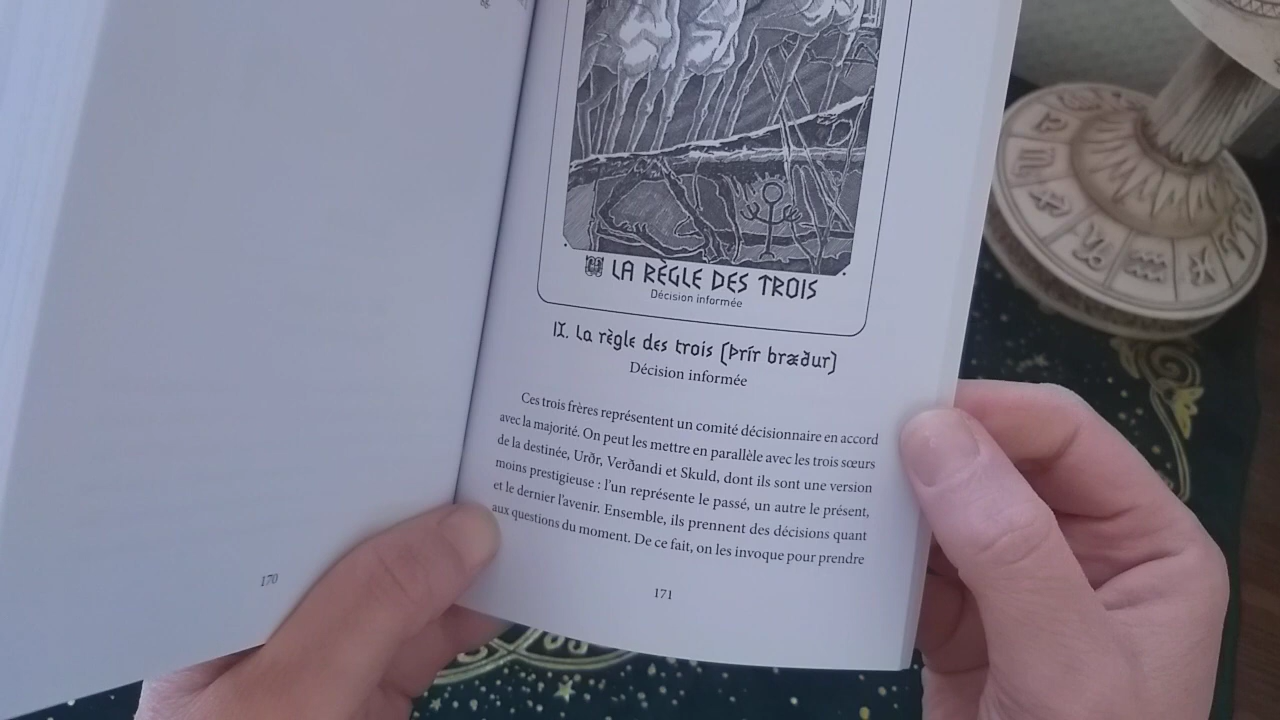 LA RÈGLE DES TROIS
Décision informée
IX. La règle des trois (Þrír bræður)
Décision informée
Ces trois frères représentent un comité décisionnaire en accord
avec la majorité. On peut les mettre en parallèle avec les trois sœurs
de la destinée, Urðr, Verðandi et Skuld, dont ils sont une version
moins prestigieuse : l'un représente le passé, un autre le présent,
et le dernier l'avenir. Ensemble, ils prennent des décisions quant
aux questions du moment. De ce fait, on les invoque pour prendre
170
171